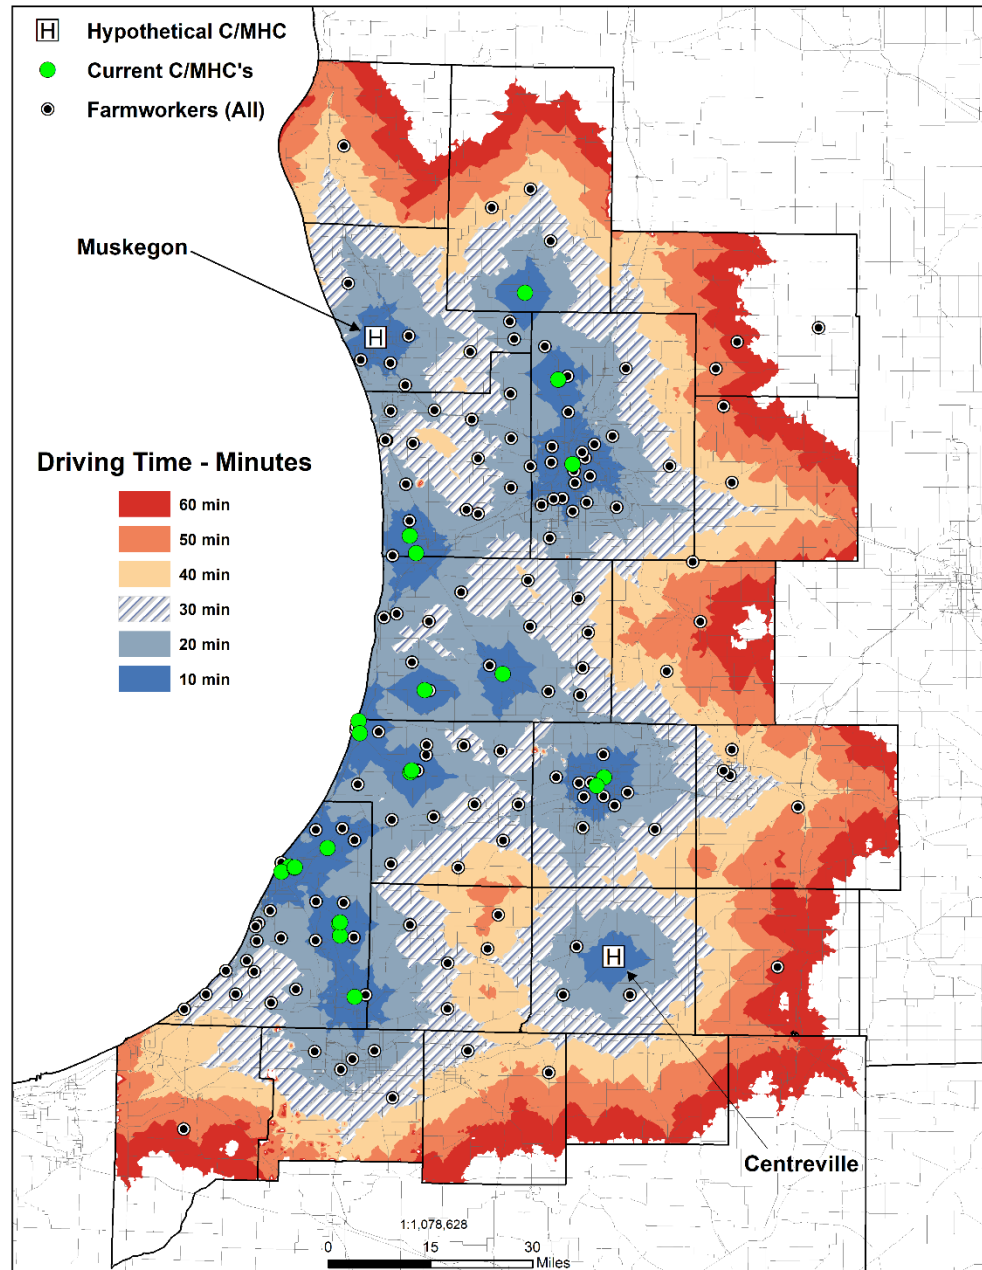 H Hypothetical C/MHC
Current C/MHC's
Farmworkers (All)
Muskegon
H
Driving Time - Minutes
60 min
50 min
40 min
30 min
20 min
10 min
H
Centreville
1:1,078,628
0 15 30
Miles